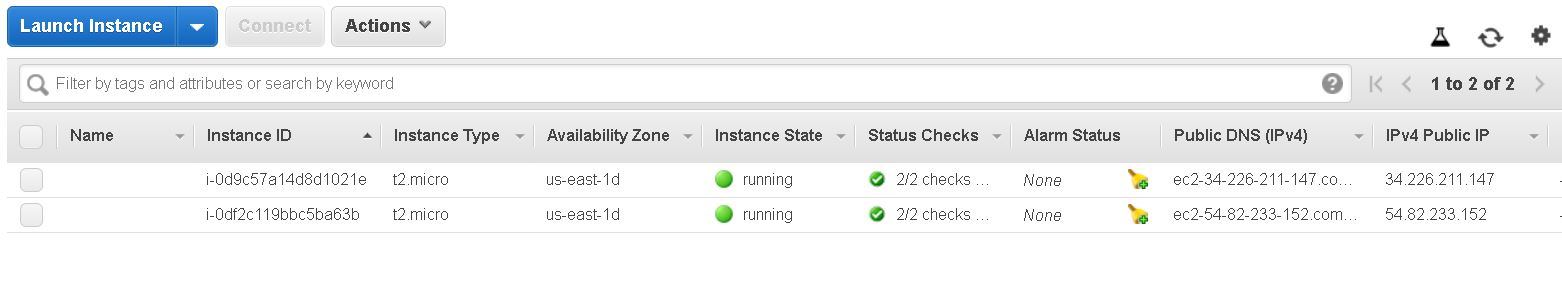 Launch Instance Connect Actions
Filter by tags and attributes or search by keyword ? 1 to 2 of 2
Name Instance ID Instance Type Availability Zone Instance State Status Checks Alarm Status Public DNS (IPv4) IPv4 Public IP
i-0d9c57a14d8d1021e t2.micro us-east-1d running 2/2 checks ... None ec2-34-226-211-147.co... 34.226.211.147 -
i-0df2c119bbc5ba63b t2.micro us-east-1d running 2/2 checks ... None ec2-54-82-233-152.com... 54.82.233.152 -